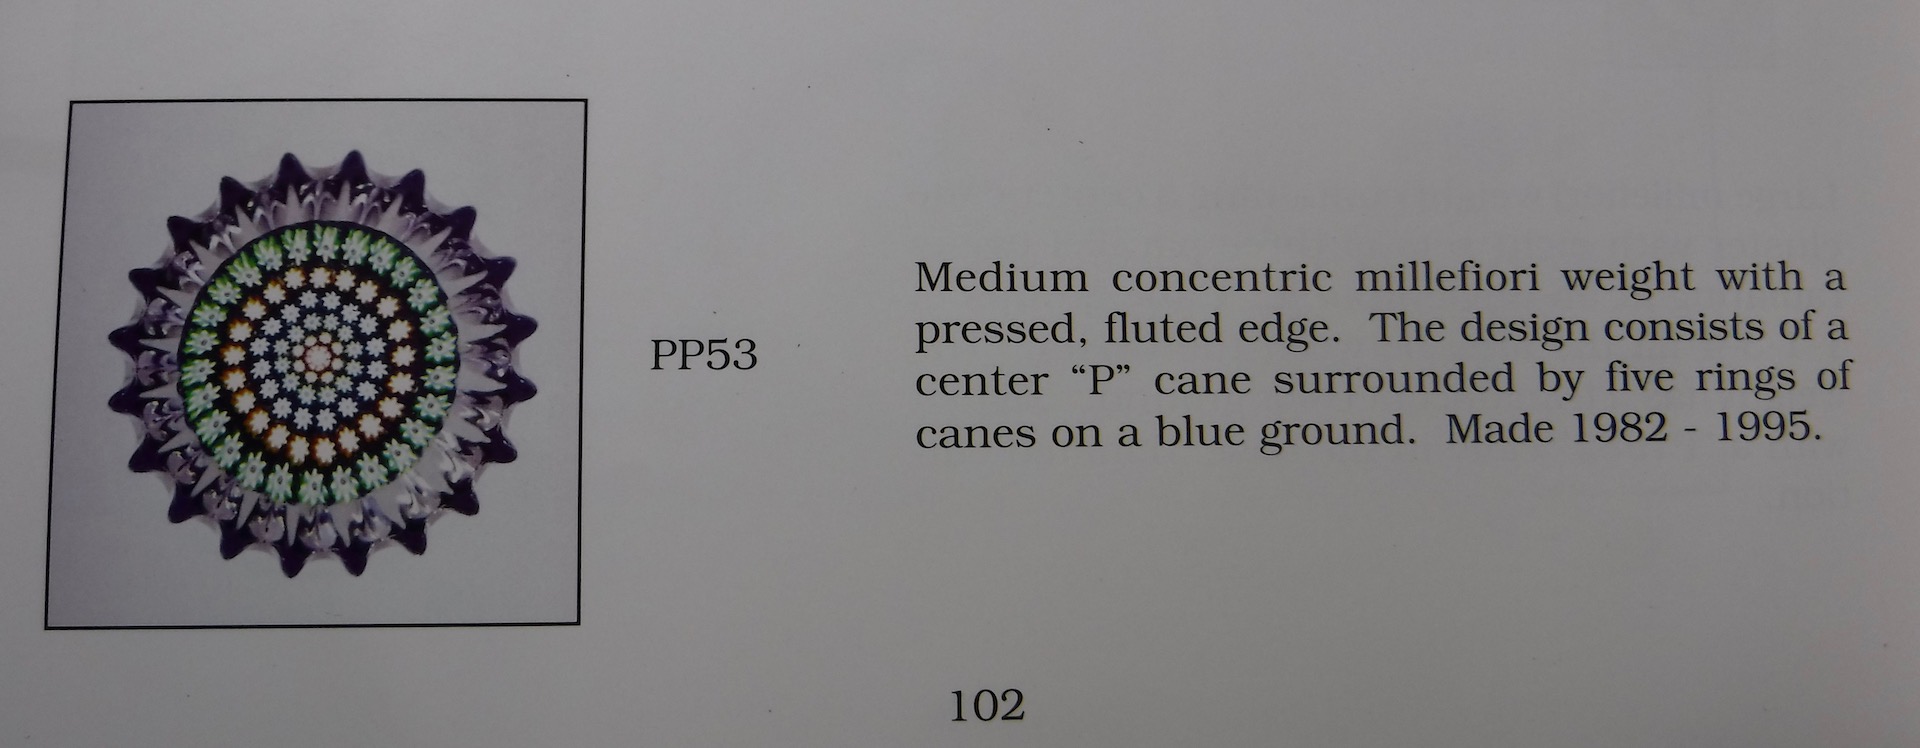 PP53
Medium concentric millefiori weight with a
pressed, fluted edge. The design consists of a
center “P” cane surrounded by five rings of
canes on a blue ground. Made 1982 - 1995.
102